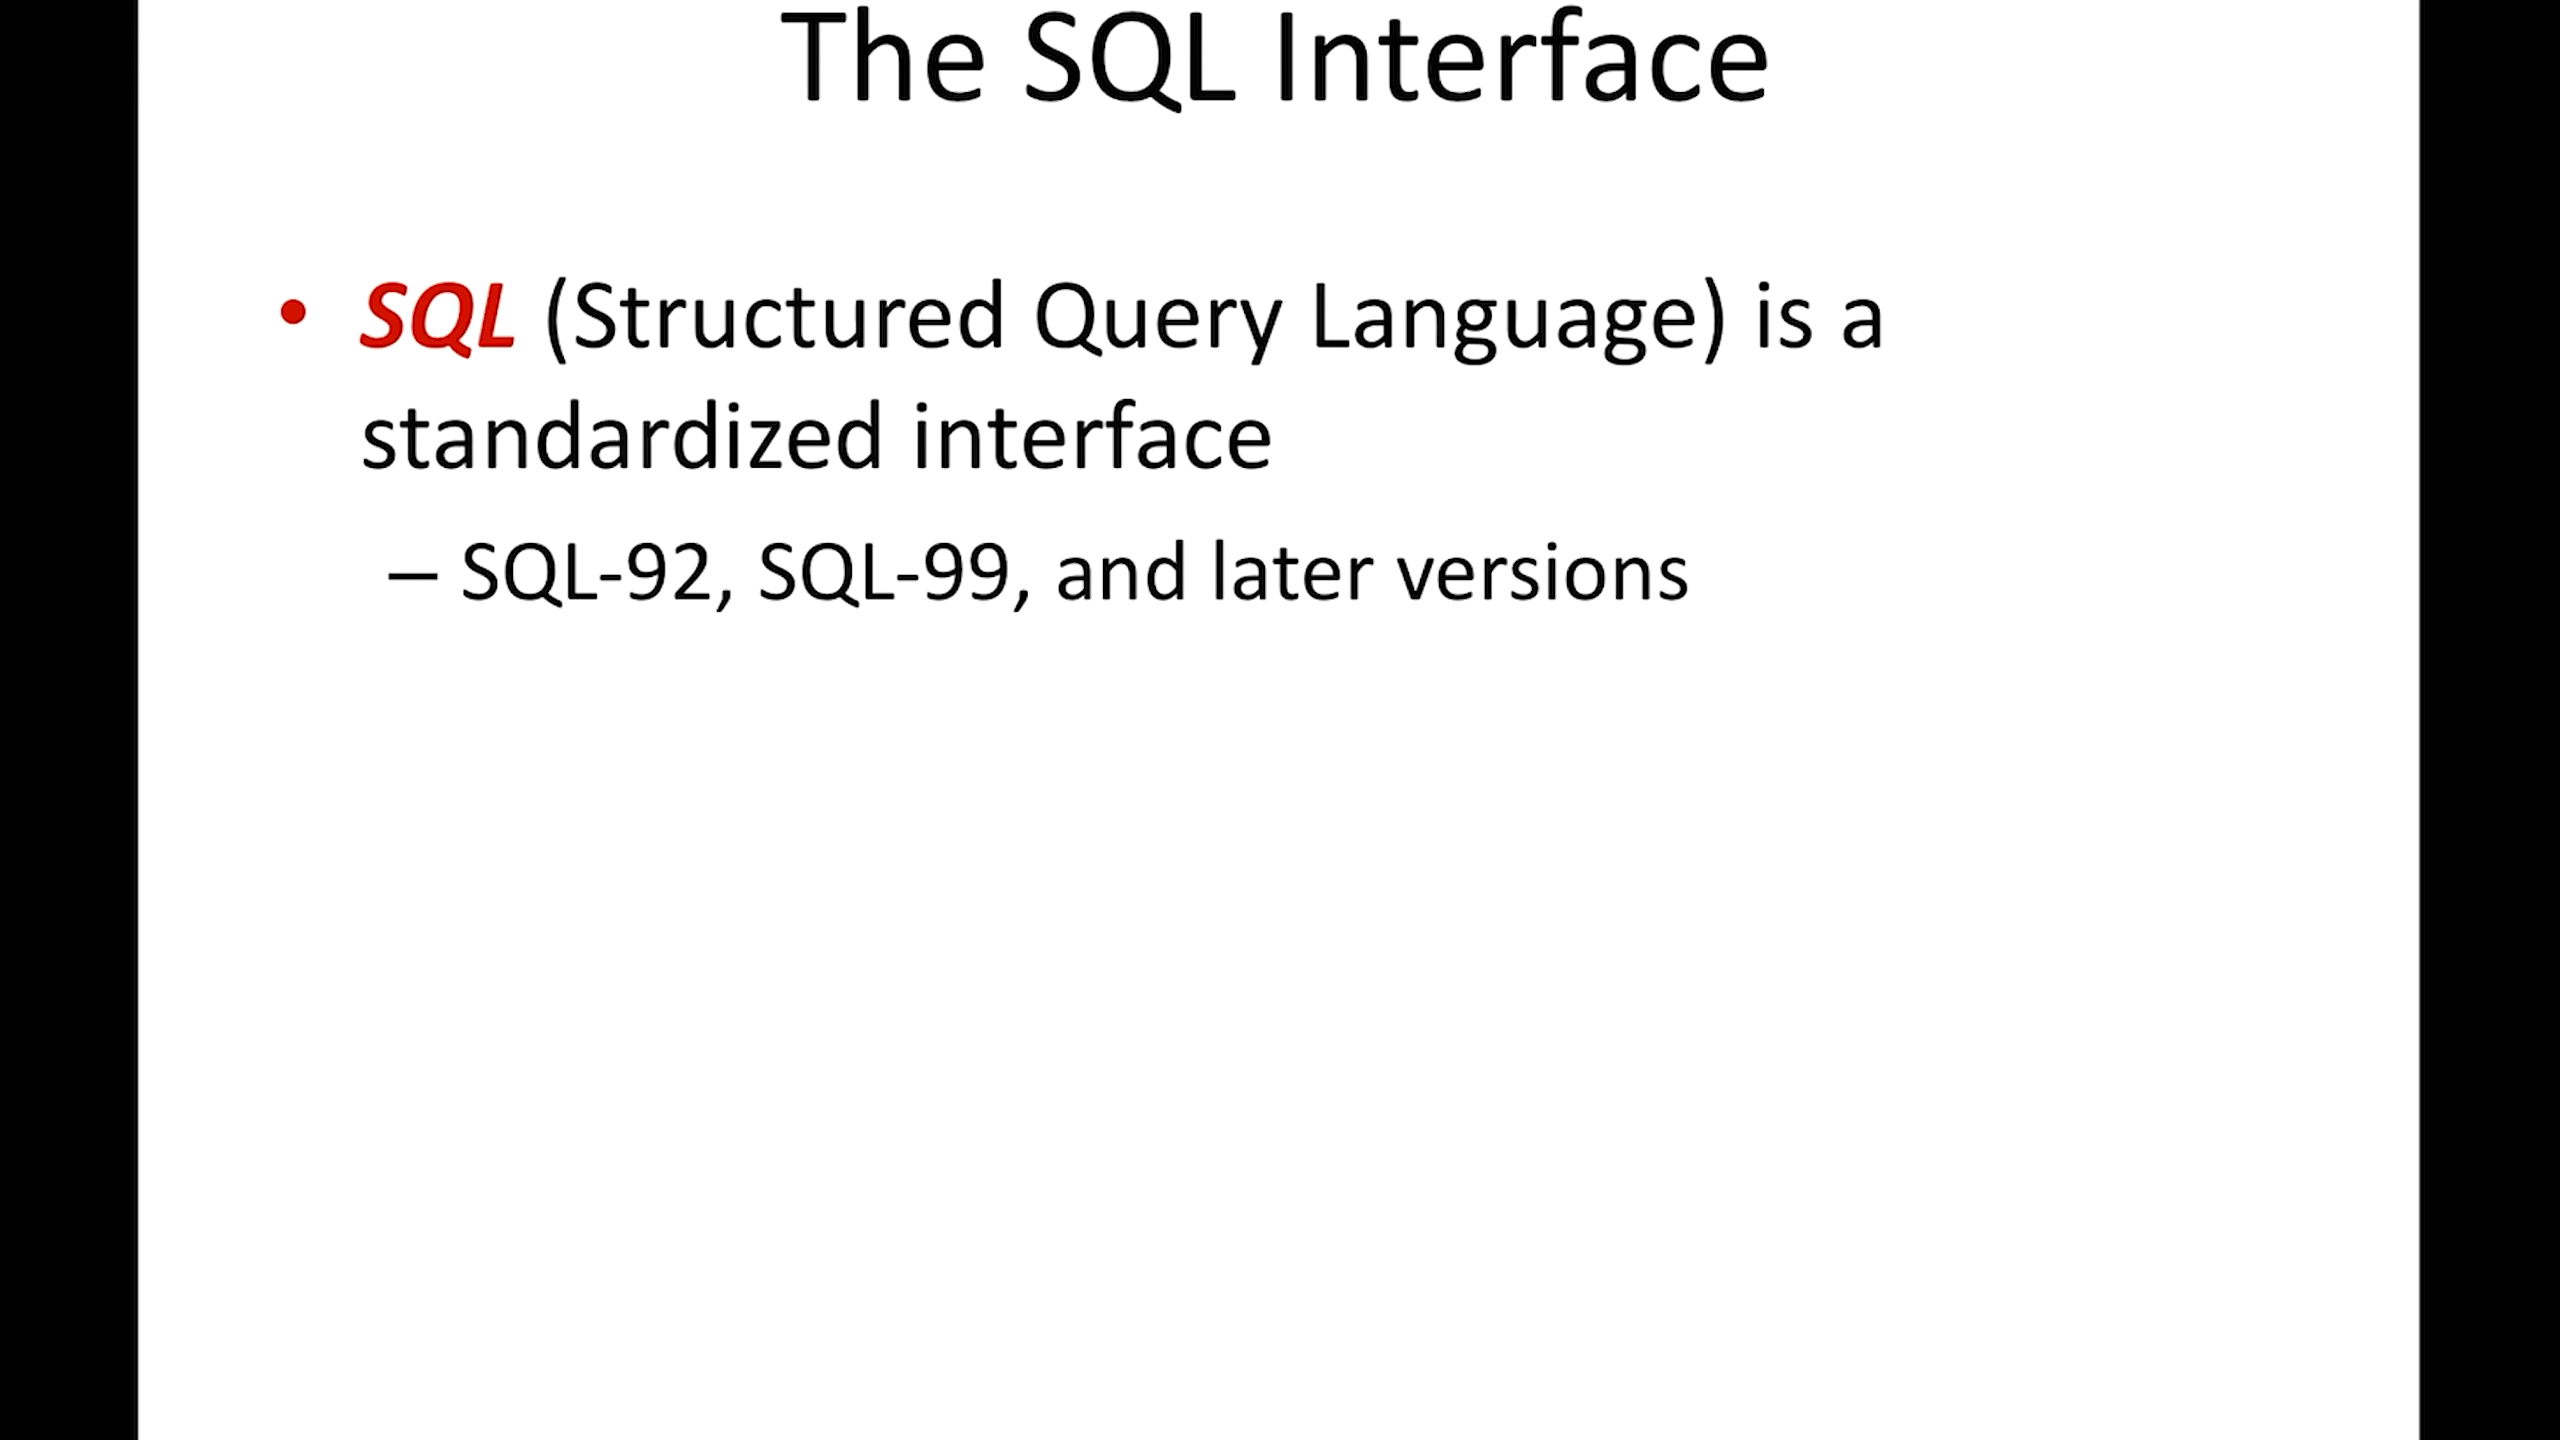 The SQL Interface
• SQL (Structured Query Language) is a
standardized interface
– SQL-92, SQL-99, and later versions